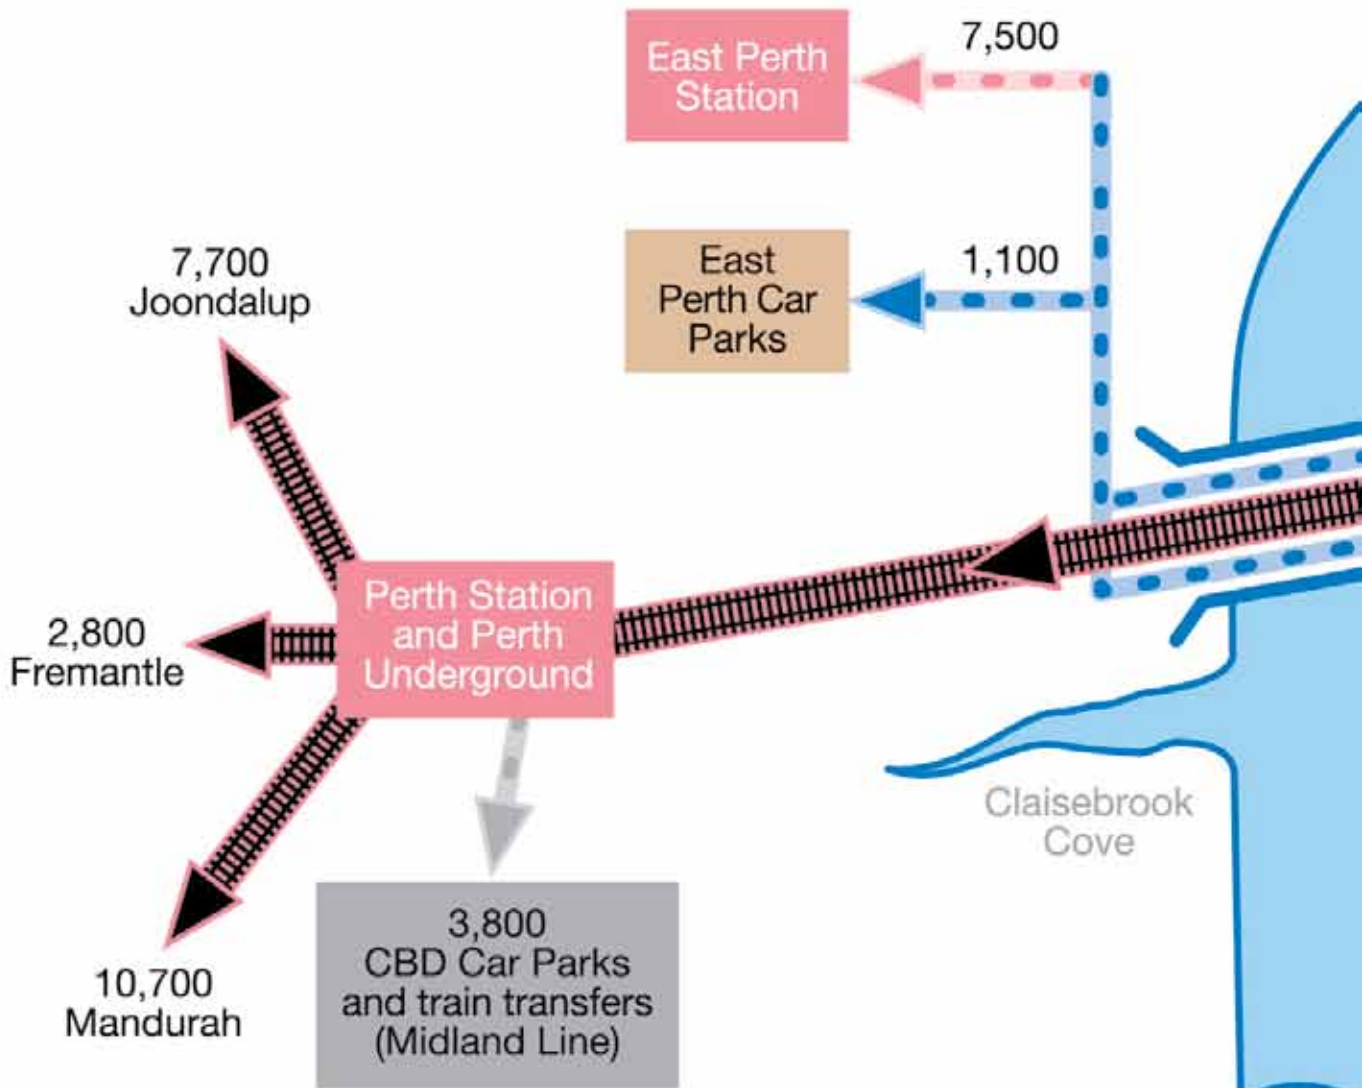 East Perth
Station
7,500
East
Perth Car
Parks
1,100
7,700
Joondalup
2,800
Fremantle
Perth Station
and Perth
Underground
10,700
Mandurah
3,800
CBD Car Parks
and train transfers
(Midland Line)
Claisebrook
Cove